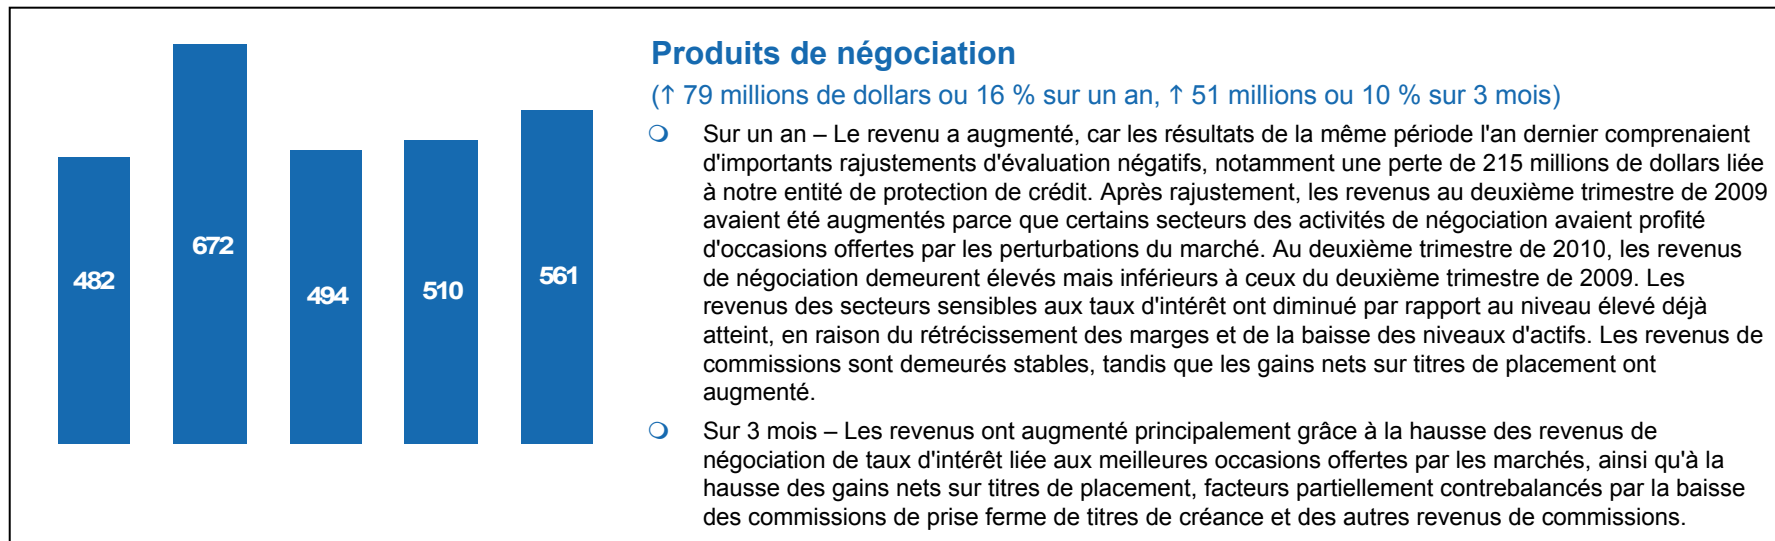 482
672
494
510
561
Produits de négociation
(↑ 79 millions de dollars ou 16 % sur un an, ↑ 51 millions ou 10 % sur 3 mois)
Sur un an – Le revenu a augmenté, car les résultats de la même période l'an dernier comprenaient
d'importants rajustements d'évaluation négatifs, notamment une perte de 215 millions de dollars liée
à notre entité de protection de crédit. Après rajustement, les revenus au deuxième trimestre de 2009
avaient été augmentés parce que certains secteurs des activités de négociation avaient profité
d'occasions offertes par les perturbations du marché. Au deuxième trimestre de 2010, les revenus
de négociation demeurent élevés mais inférieurs à ceux du deuxième trimestre de 2009. Les
revenus des secteurs sensibles aux taux d'intérêt ont diminué par rapport au niveau élevé déjà
atteint, en raison du rétrécissement des marges et de la baisse des niveaux d'actifs. Les revenus de
commissions sont demeurés stables, tandis que les gains nets sur titres de placement ont
augmenté.
Sur 3 mois – Les revenus ont augmenté principalement grâce à la hausse des revenus de
négociation de taux d'intérêt liée aux meilleures occasions offertes par les marchés, ainsi qu'à la
hausse des gains nets sur titres de placement, facteurs partiellement contrebalancés par la baisse
des commissions de prise ferme de titres de créance et des autres revenus de commissions.